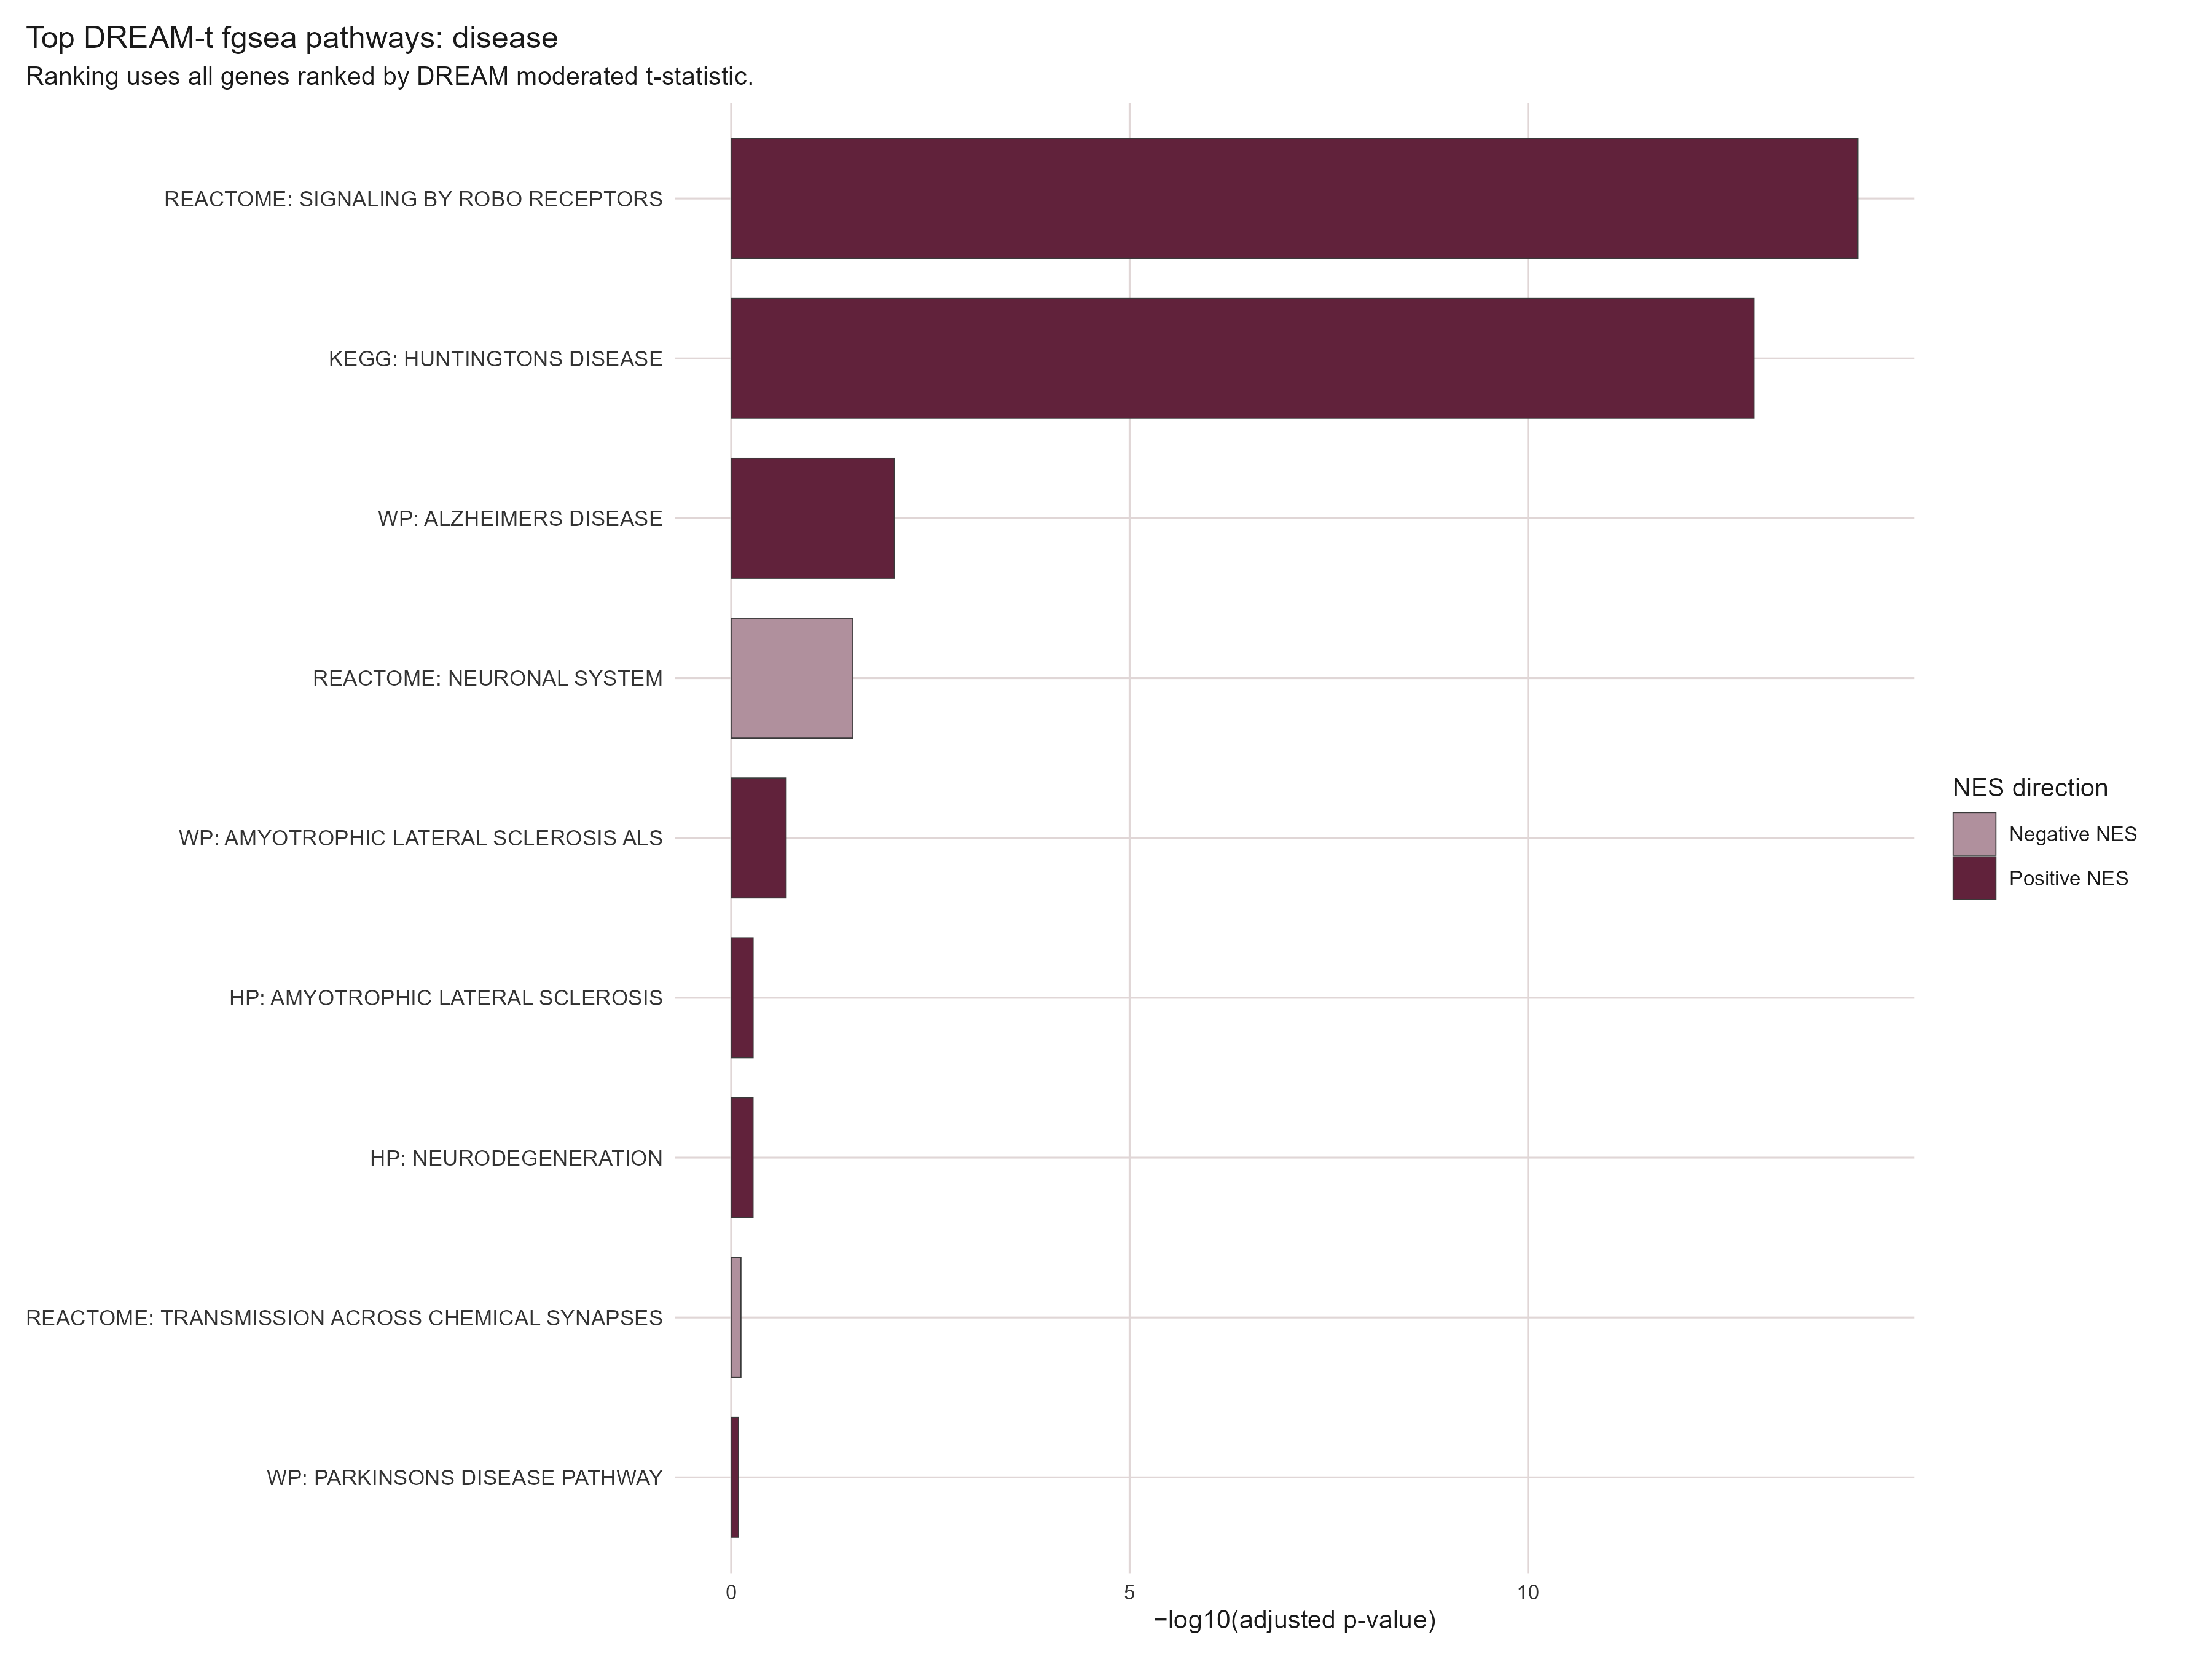 Top DREAM-t fgsea pathways: disease
Ranking uses all genes ranked by DREAM moderated t-statistic.
REACTOME: SIGNALING BY ROBO RECEPTORS
KEGG: HUNTINGTONS DISEASE
WP: ALZHEIMERS DISEASE
REACTOME: NEURONAL SYSTEM
WP: AMYOTROPHIC LATERAL SCLEROSIS ALS
HP: AMYOTROPHIC LATERAL SCLEROSIS
HP: NEURODEGENERATION
REACTOME: TRANSMISSION ACROSS CHEMICAL SYNAPSES
WP: PARKINSONS DISEASE PATHWAY
0 5 10
−log10(adjusted p-value)
NES direction
Negative NES
Positive NES